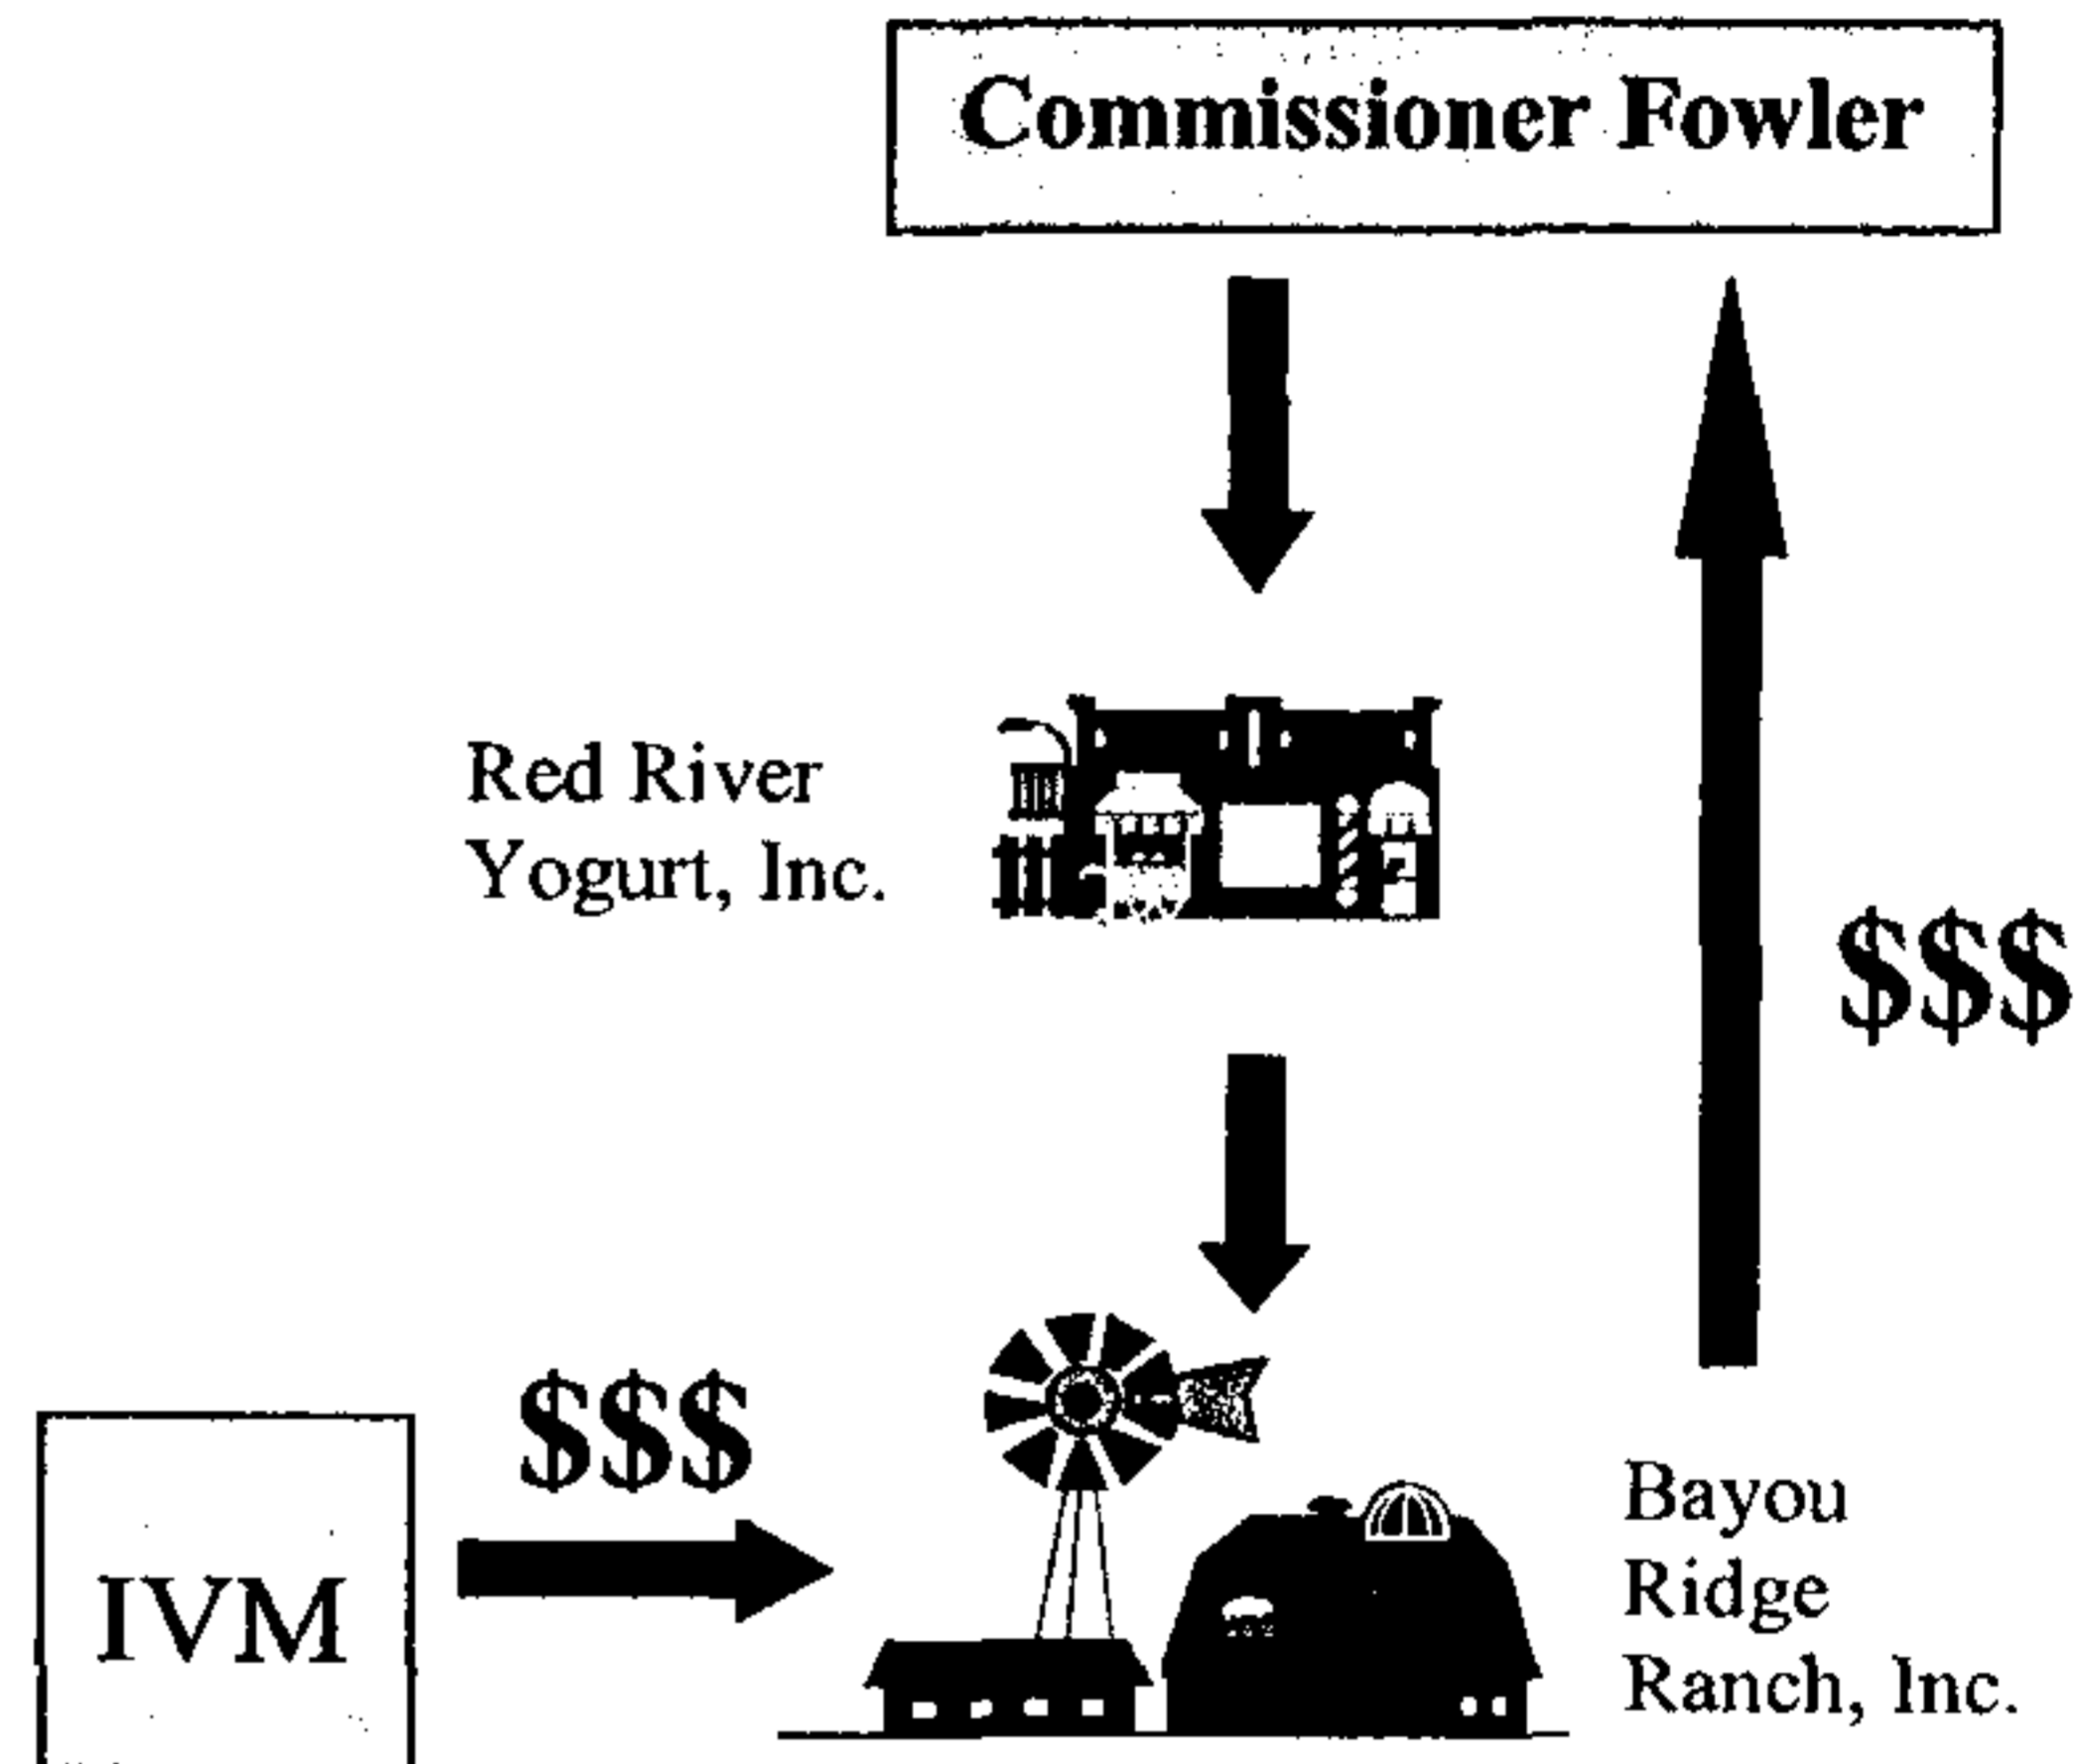 Commissioner Fowler
Red River
Yogurt, Inc.
$$$
$$$
IVM
Bayou
Ridge
Ranch, Inc.